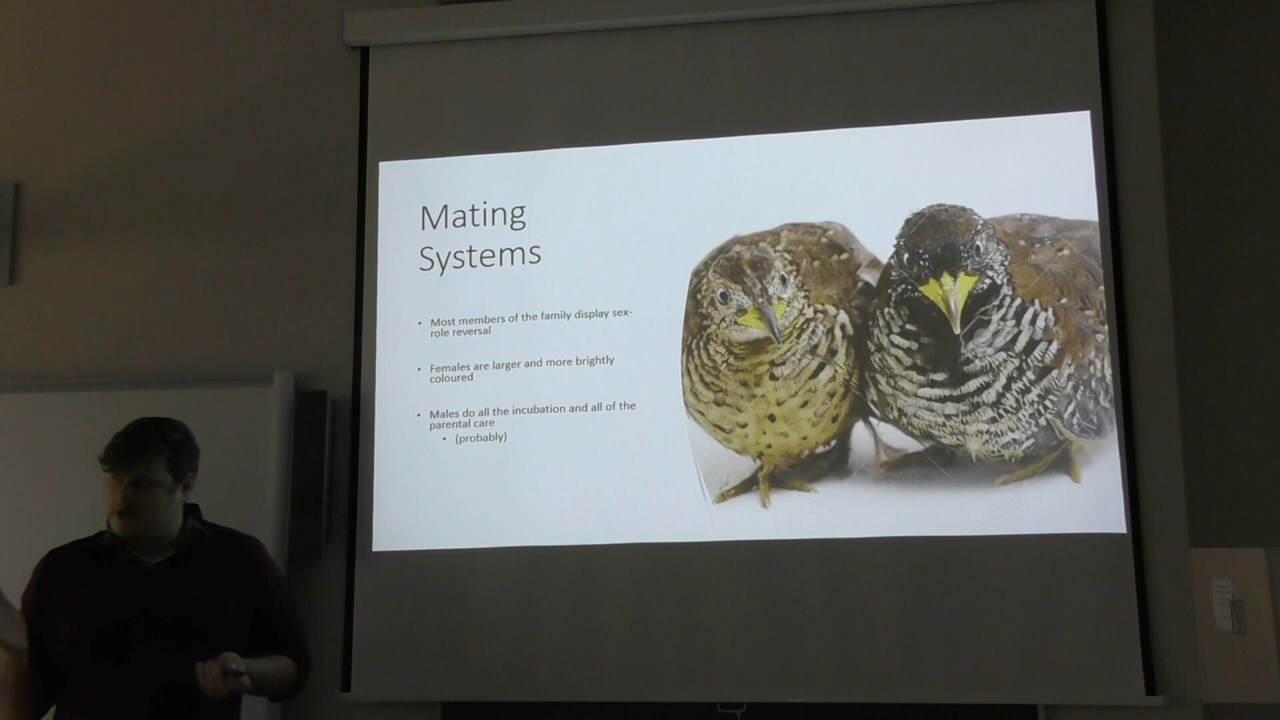 Mating
Systems
• Most members of the family display sex-
role reversal
• Females are larger and more brightly
coloured
• Males do all the incubation and all of the
parental care
• (probably)